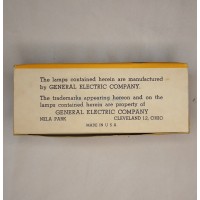 The lamps contained herein are manufactured
by GENERAL ELECTRIC COMPANY.
The trademarks appearing hereon and on the
lamps contained herein are property of
GENERAL ELECTRIC COMPANY
NELA PARK CLEVELAND 12, OHIO
MADE IN U S A